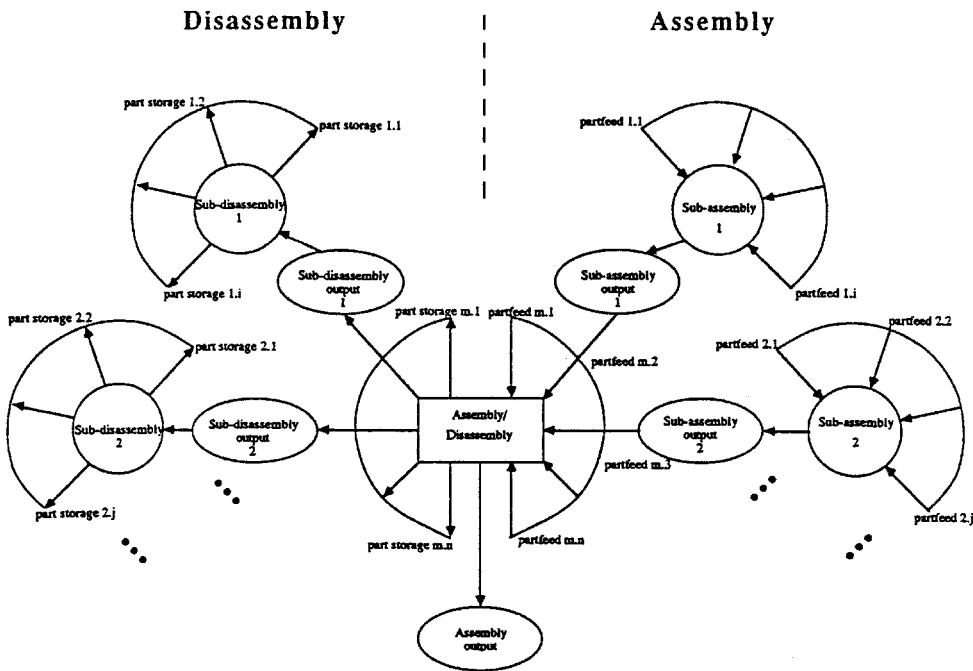 Disassembly
Assembly
part storage 1.2
part storage 1.1
partfeed 1.1
Sub-disassembly
1
Sub-assembly
1
part storage 1.i
Sub-disassembly
output
1
Sub-assembly
output
1
partfeed 1.i
part storage 2.2
part storage 2.1
part storage m.1
partfeed m.1
partfeed m.2
partfeed 2.1
partfeed 2.2
Sub-disassembly
2
Sub-disassembly
output
2
Assembly/
Disassembly
Sub-assembly
output
2
Sub-assembly
2
partfeed m.3
part storage 2.j
partfeed 2.j
part storage m.n
partfeed m.n
Assembly
output